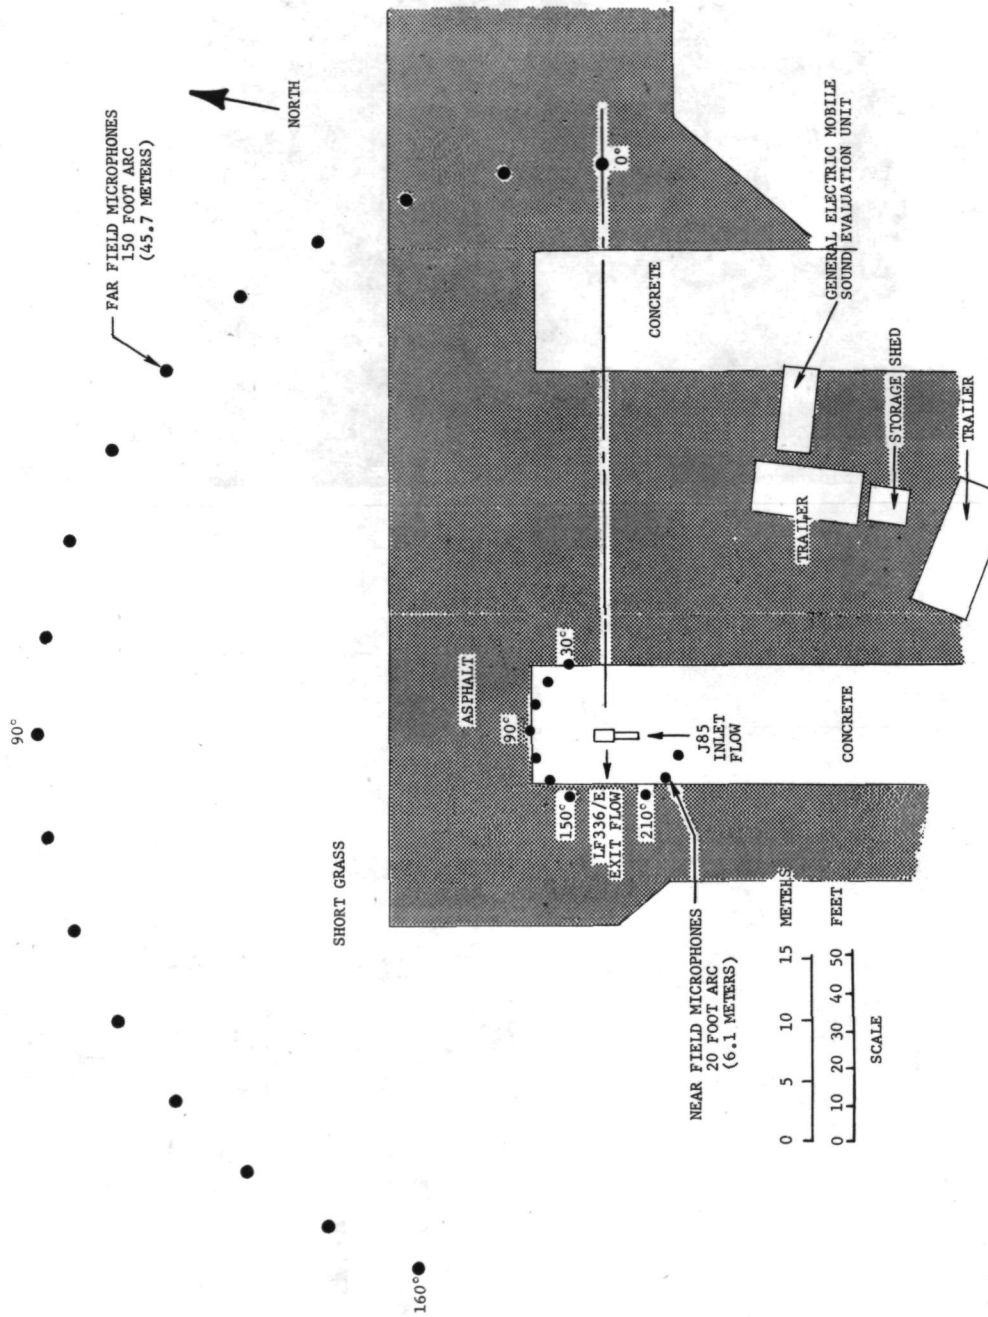 90°
FAR FIELD MICROPHONES
150 FOOT ARC
(45.7 METERS)
NORTH
0°
SHORT GRASS
ASPHALT
90°
30°
CONCRETE
GENERAL ELECTRIC MOBILE
SOUND EVALUATION UNIT
TRAILER
STORAGE SHED
TRAILER
150°
LF336/E
EXIT FLOW
210°
J85
INLET
FLOW
CONCRETE
NEAR FIELD MICROPHONES
20 FOOT ARC
(6.1 METERS)
160°
0 5 10 15 METERS
0 10 20 30 40 50 FEET
SCALE